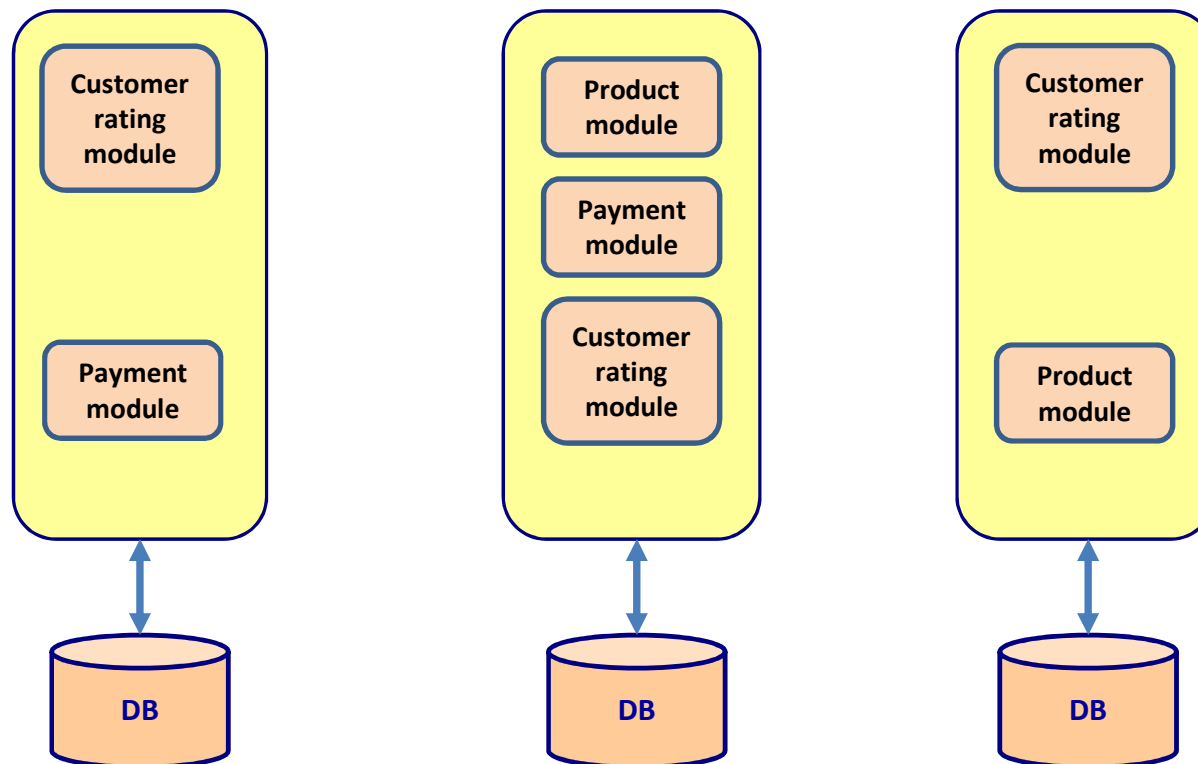 Customer
rating
module
Payment
module
DB
Product
module
Payment
module
Customer
rating
module
DB
Customer
rating
module
Product
module
DB